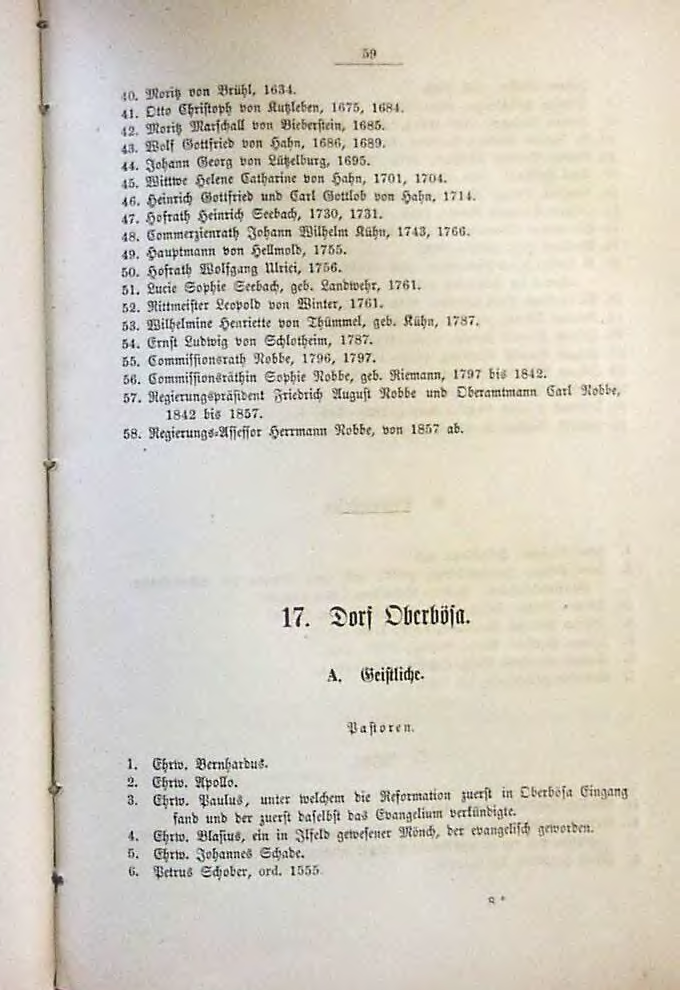 59
40. Moritz von Brühl, 1634.
41. Otto Christoph von Kutzleben, 1675, 1684.
42. Moritz Marschall von Bieberstein, 1685.
43. Wolf Gottfried von Hahn, 1686, 1689.
44. Johann Georg von Lützelburg, 1695.
45. Wittwe Helene Catharine von Hahn, 1701, 1704.
46. Heinrich Gottfried und Carl Gottlob von Hahn, 1714.
47. Hofrath Heinrich Seebach, 1730, 1731.
48. Commerzienrath Johann Wilhelm Kühn, 1743, 1766.
49. Hauptmann von Hellmold, 1755.
50. Hofrath Wolfgang Ulrici, 1756.
51. Lucie Sophie Seebach, geb. Landwehr, 1761.
52. Rittmeister Leopold von Winter, 1761.
53. Wilhelmine Henriette von Thümmel, geb. Kühn, 1787.
54. Ernst Ludwig von Schlotheim, 1787.
55. Commissionsrath Nobbe, 1796, 1797.
56. Commissionsräthin Sophie Nobbe, geb. Riemann, 1797 bis 1842.
57. Regierungspräsident Friedrich August Nobbe und Oberamtmann Carl Nobbe,
1842 bis 1857.
58. Regierungs-Assessor Herrmann Nobbe, von 1857 ab.
17. Dorf Oberbösa.
A. Geistliche.
Pastoren.
1. Ehrw. Bernhardus.
2. Ehrw. Apollo.
3. Ehrw. Paulus, unter welchem die Reformation zuerst in Oberbösa Eingang
fand und der zuerst daselbst das Evangelium verkündigte.
4. Ehrw. Blasius, ein in Ilfeld gewesener Mönch, der evangelisch geworden.
5. Ehrw. Johannes Schade.
6. Petrus Schober, ord. 1555.